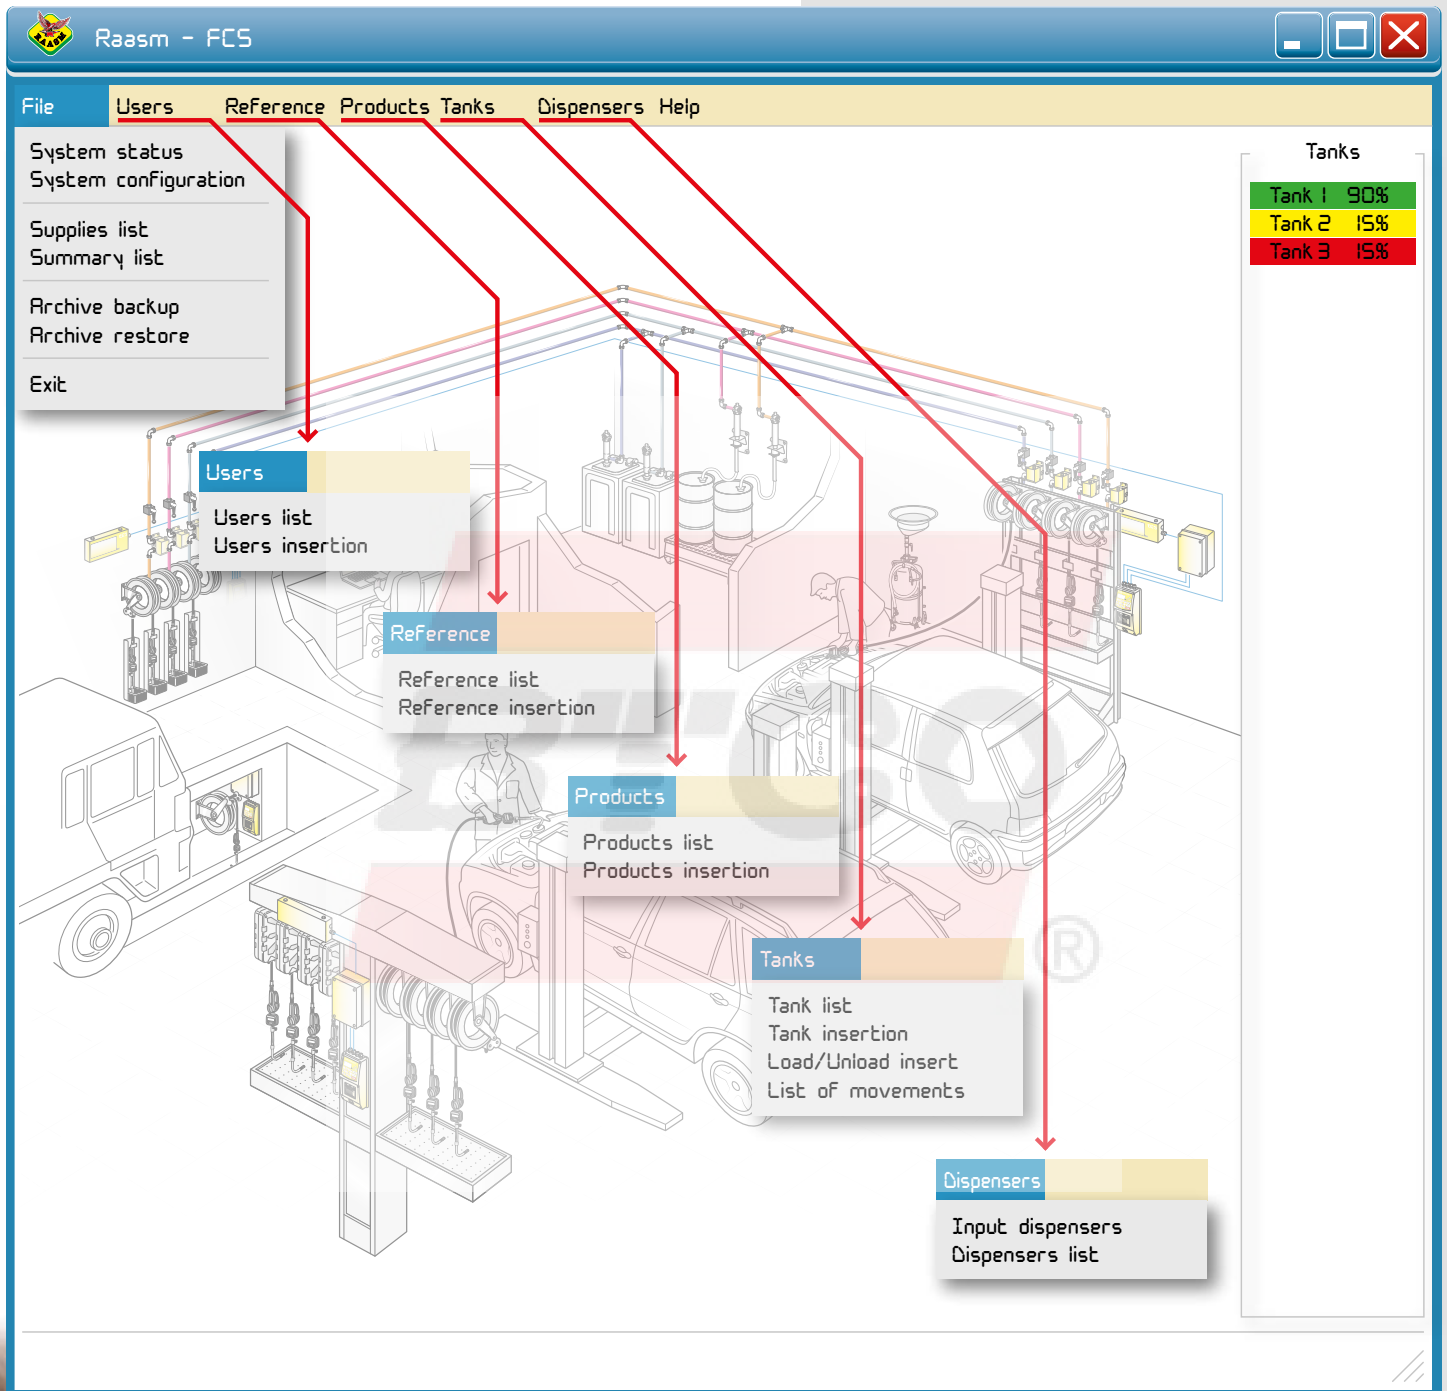 RAASM
Raasm - FCS
File Users Reference Products Tanks Dispensers Help
System status
System configuration
Supplies list
Summary list
Archive backup
Archive restore
Exit
Tanks
Tank 1 90%
Tank 2 15%
Tank 3 15%
Users
Users list
Users insertion
Reference
Reference list
Reference insertion
Products
Products list
Products insertion
Tanks
Tank list
Tank insertion
Load/Unload insert
List of movements
Dispensers
Input dispensers
Dispensers list
BTCO
®